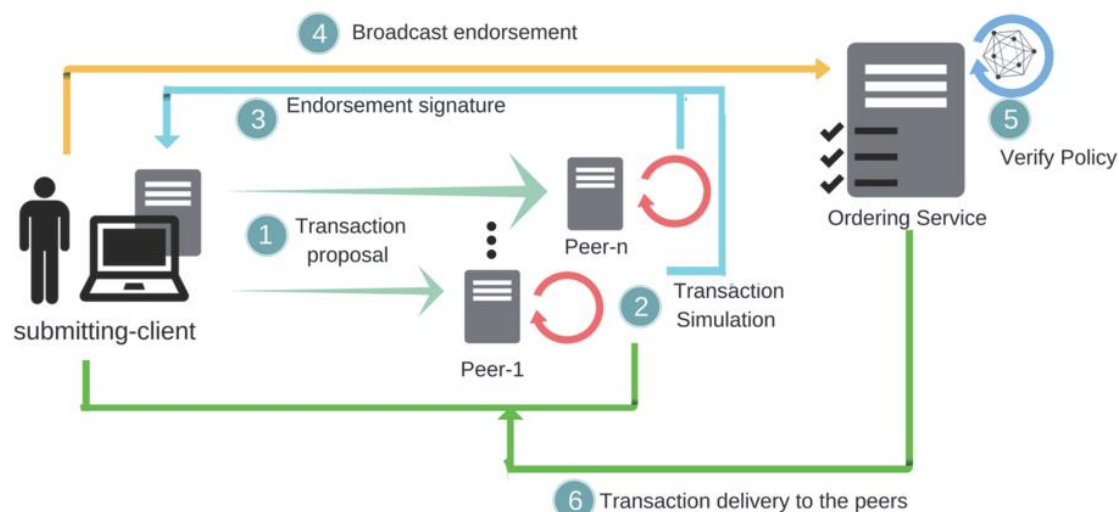 4 Broadcast endorsement
3 Endorsement signature
5
Verify Policy
Ordering Service
1 Transaction
proposal
Peer-n
2 Transaction
Simulation
submitting-client
Peer-1
6 Transaction delivery to the peers